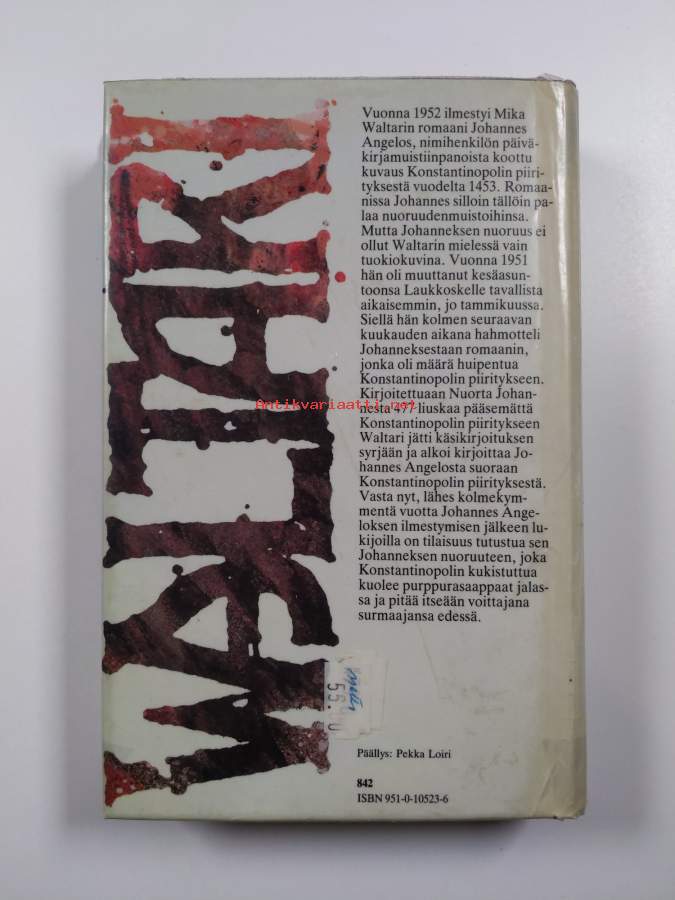 WALTARI
Vuonna 1952 ilmestyi Mika
Waltarin romaani Johannes
Angelos, nimihenkilön päivä-
kirjamuistiinpanoista koottu
kuvaus Konstantinopolin piiri-
tyksestä vuodelta 1453. Romaa-
nissa Johannes silloin tällöin pa-
laa nuoruudenmuistoihinsa.
Mutta Johanneksen nuoruus ei
ollut Waltarin mielessä vain
tuokiokuvina. Vuonna 1951
hän oli muuttanut kesäasun-
toonsa Laukkoskelle tavallista
aikaisemmin, jo tammikuussa.
Siellä hän kolmen seuraavan
kuukauden aikana hahmotteli
Johanneksestaan romaanin,
jonka oli määrä huipentua
Konstantinopolin piiritykseen.
Kirjoitettuaan Nuorta Johan-
Antikvariaatti.net
nesta 497 liuskaa pääsemättä
Konstantinopolin piiritykseen
Waltari jätti käsikirjoituksen
syrjään ja alkoi kirjoittaa Jo-
hannes Angelosta suoraan
Konstantinopolin piirityksestä.
Vasta nyt, lähes kolmekym-
mentä vuotta Johannes Ange-
loksen ilmestymisen jälkeen lu-
kijoilla on tilaisuus tutustua sen
Johanneksen nuoruuteen, joka
Konstantinopolin kukistuttua
kuolee purppurasaappaat jalas-
sa ja pitää itseään voittajana
surmaajansa edessä.
Päällys: Pekka Loiri
842
ISBN 951-0-10523-6